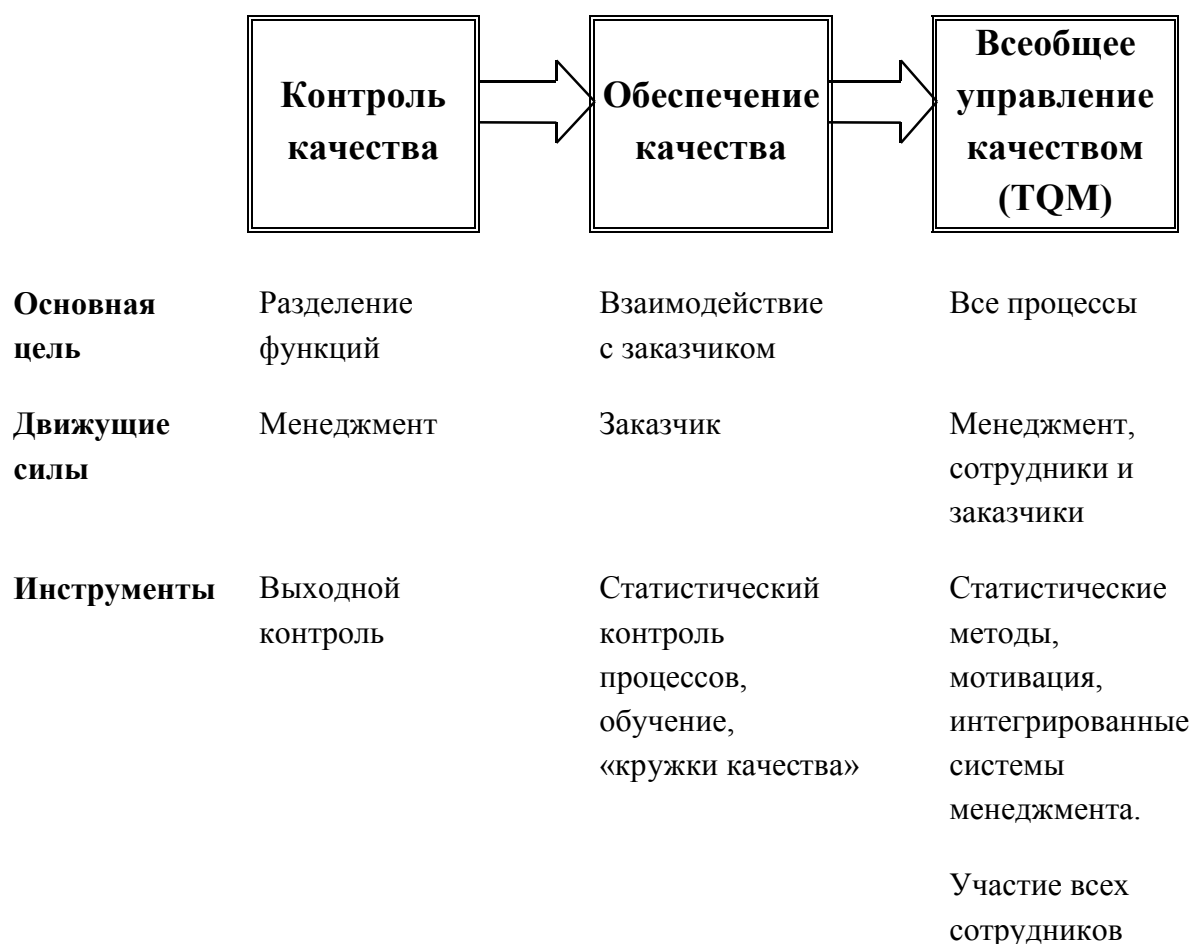 Контроль
качества
Обеспечение
качества
Всеобщее
управление
качеством
(TQM)
Основная
цель
Разделение
функций
Взаимодействие
с заказчиком
Все процессы
Движущие
силы
Менеджмент
Заказчик
Менеджмент,
сотрудники и
заказчики
Инструменты
Выходной
контроль
Статистический
контроль
процессов,
обучение,
«кружки качества»
Статистические
методы,
мотивация,
интегрированные
системы
менеджмента.
Участие всех
сотрудников